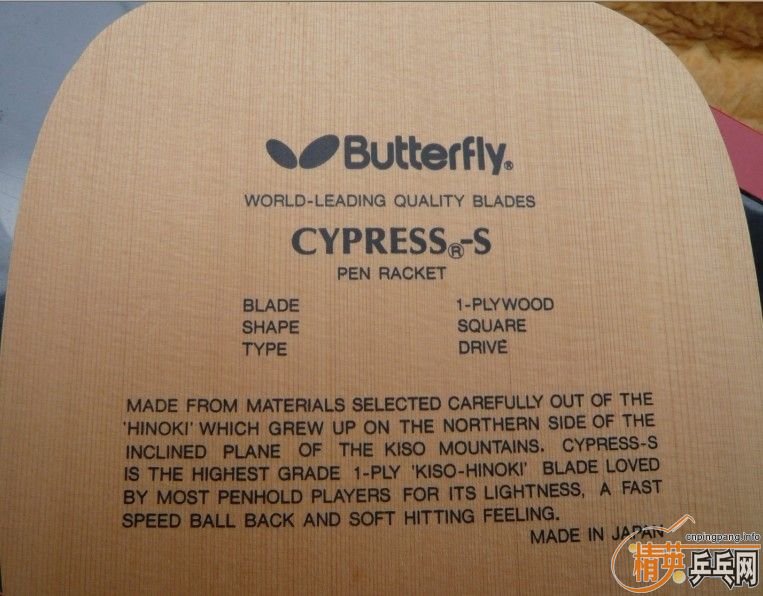 Butterfly®
WORLD-LEADING QUALITY BLADES
CYPRESS®-S
PEN RACKET
BLADE 1-PLYWOOD
SHAPE SQUARE
TYPE DRIVE
MADE FROM MATERIALS SELECTED CAREFULLY OUT OF THE
'HINOKI' WHICH GREW UP ON THE NORTHERN SIDE OF THE
INCLINED PLANE OF THE KISO MOUNTAINS. CYPRESS-S
IS THE HIGHEST GRADE 1-PLY 'KISO-HINOKI' BLADE LOVED
BY MOST PENHOLD PLAYERS FOR ITS LIGHTNESS, A FAST
SPEED BALL BACK AND SOFT HITTING FEELING.
MADE IN JAPAN
cnpingpang.info
精英乒乓网